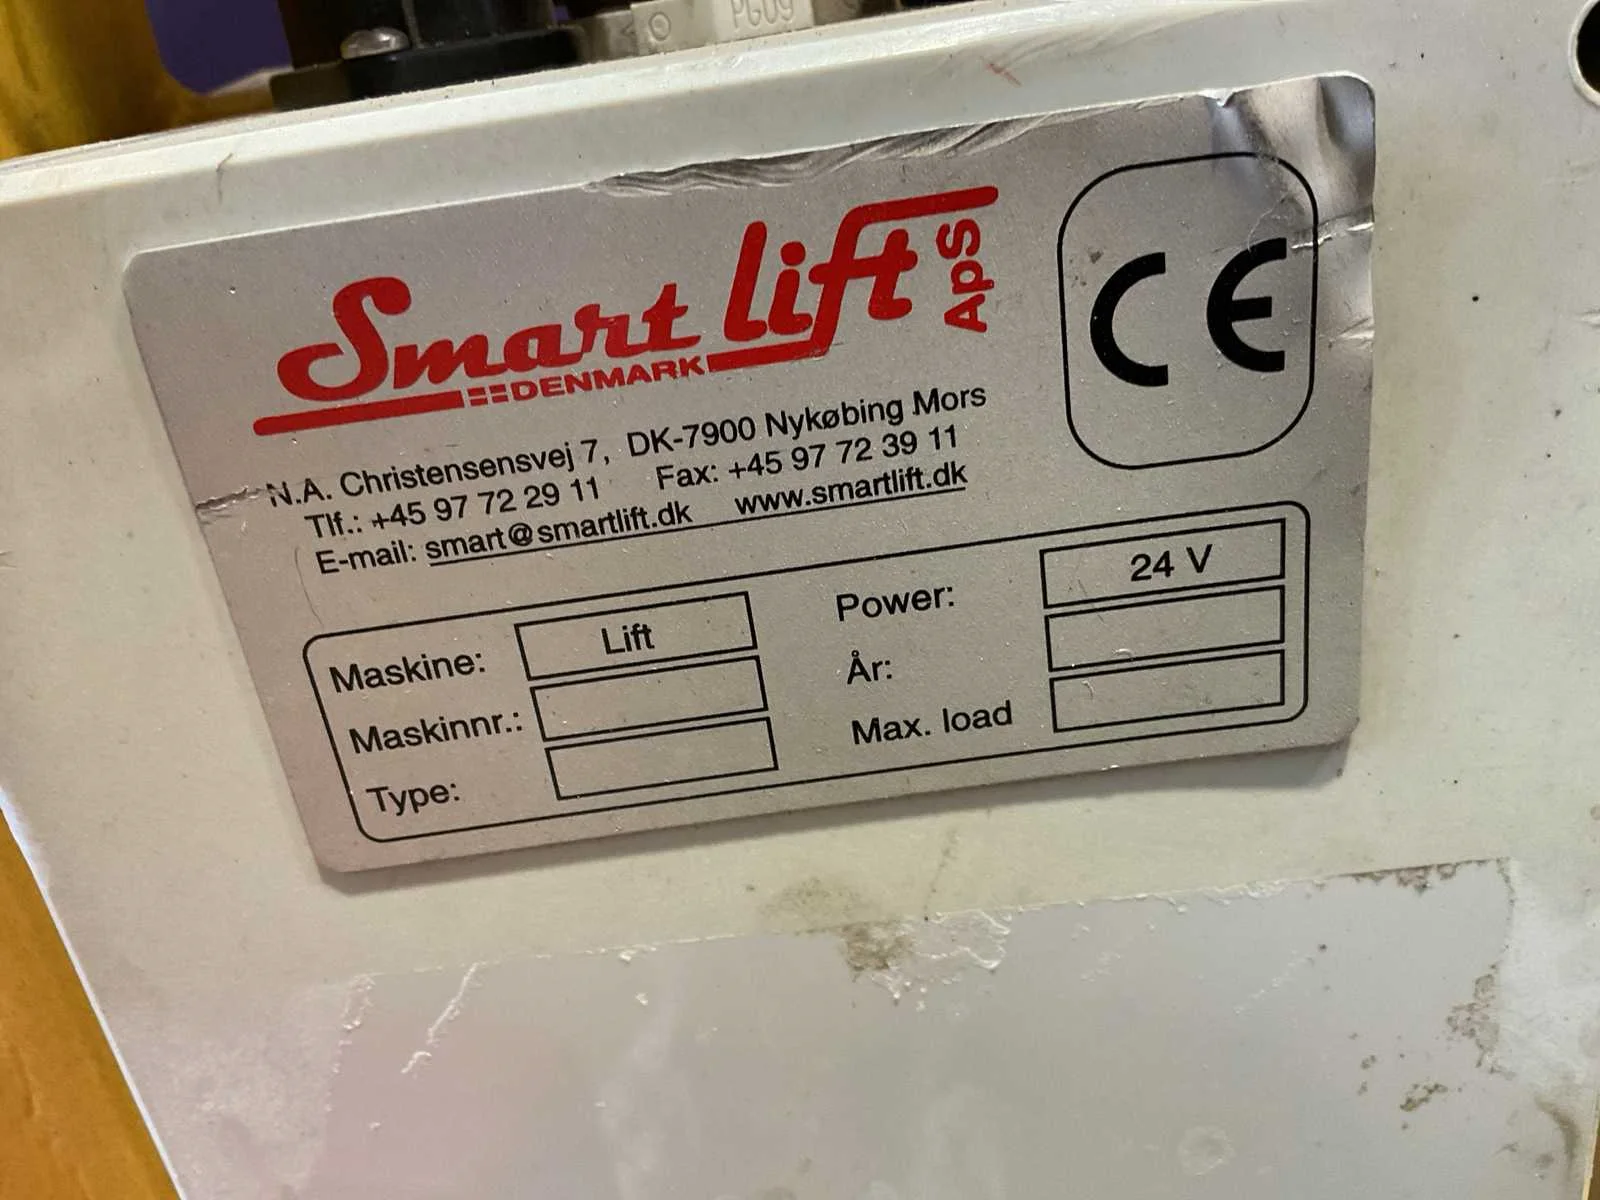 PG09
Smart lift ApS
DENMARK
N.A. Christensensvej 7, DK-7900 Nykøbing Mors
Tlf.: +45 97 72 29 11 Fax: +45 97 72 39 11
E-mail: smart@smartlift.dk www.smartlift.dk
CE
Maskine: Lift Power: 24 V
Maskinnr.: År:
Type: Max. load